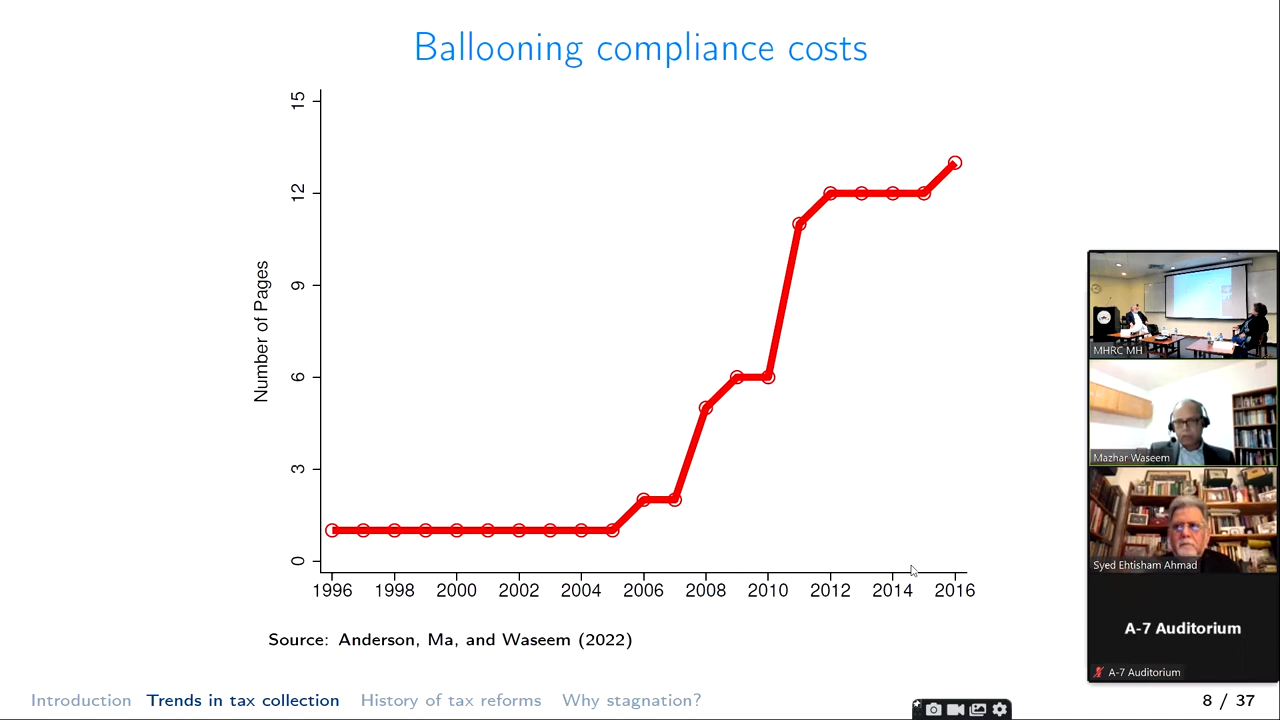 Ballooning compliance costs
15
12
9
6
3
0
Number of Pages
1996 1998 2000 2002 2004 2006 2008 2010 2012 2014 2016
Source: Anderson, Ma, and Waseem (2022)
Introduction Trends in tax collection History of tax reforms Why stagnation?
8 / 37
MHRC MH
Mazhar Waseem
Syed Ehtisham Ahmad
A-7 Auditorium
A-7 Auditorium